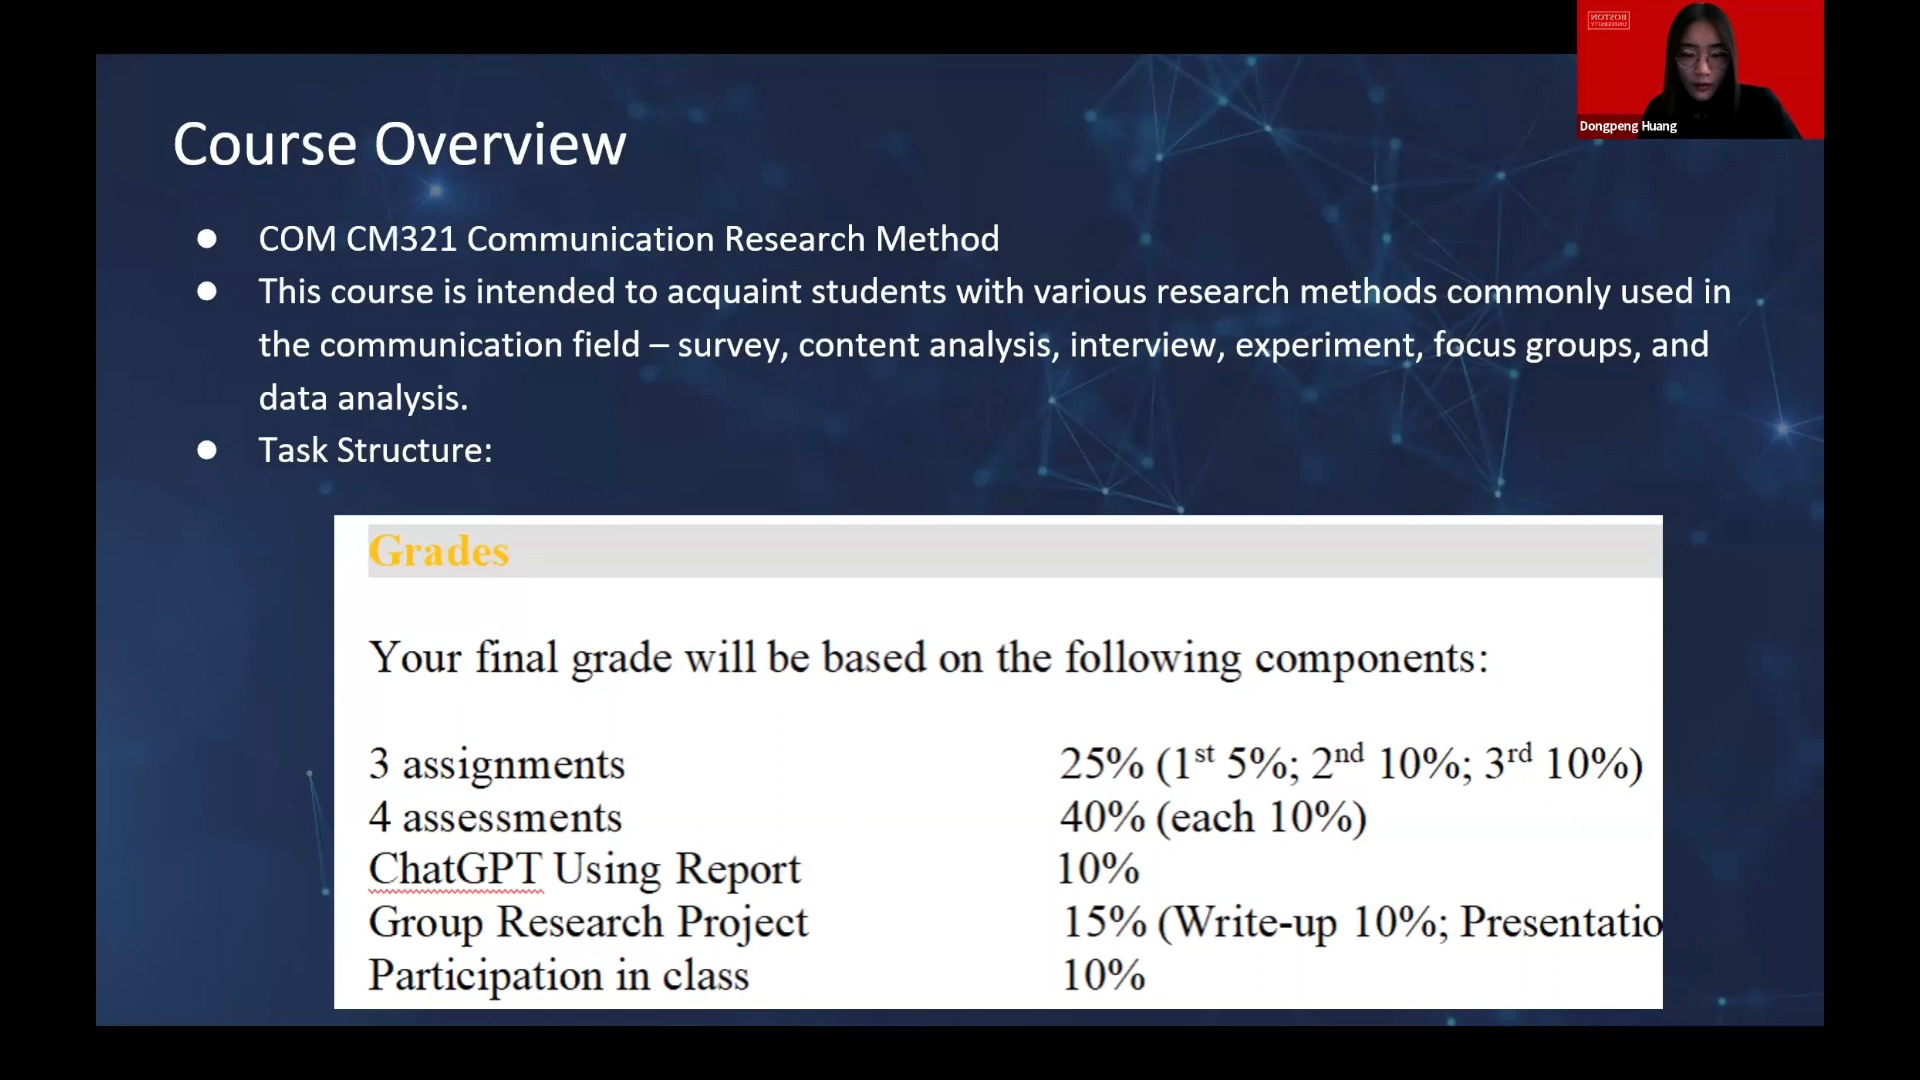 BOSTON
UNIVERSITY
Dongpeng Huang
Course Overview
● COM CM321 Communication Research Method
● This course is intended to acquaint students with various research methods commonly used in
the communication field – survey, content analysis, interview, experiment, focus groups, and
data analysis.
● Task Structure:
Grades
Your final grade will be based on the following components:
3 assignments 25% (1st 5%; 2nd 10%; 3rd 10%)
4 assessments 40% (each 10%)
ChatGPT Using Report 10%
Group Research Project 15% (Write-up 10%; Presentatio
Participation in class 10%